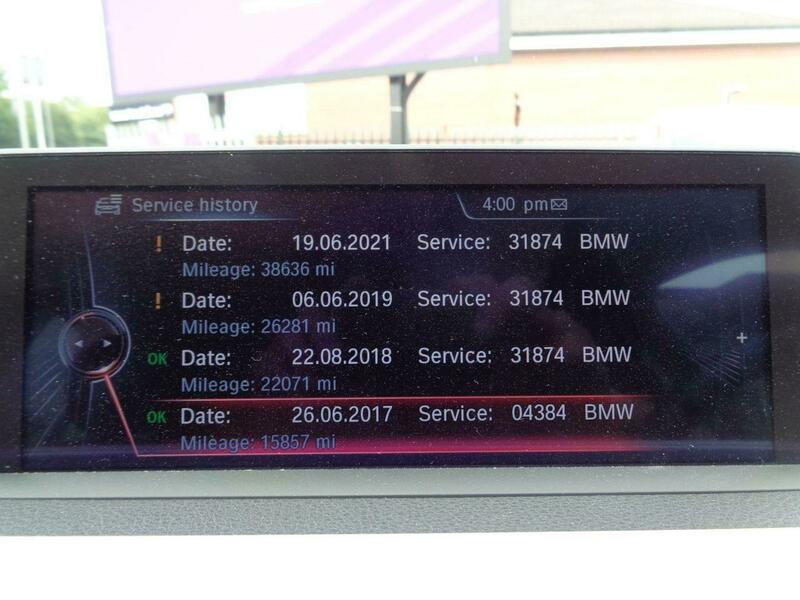 Service history 4:00 pm
! Date: 19.06.2021 Service: 31874 BMW
Mileage: 38636 mi
! Date: 06.06.2019 Service: 31874 BMW
Mileage: 26281 mi
OK Date: 22.08.2018 Service: 31874 BMW
Mileage: 22071 mi
OK Date: 26.06.2017 Service: 04384 BMW
Mileage: 15857 mi